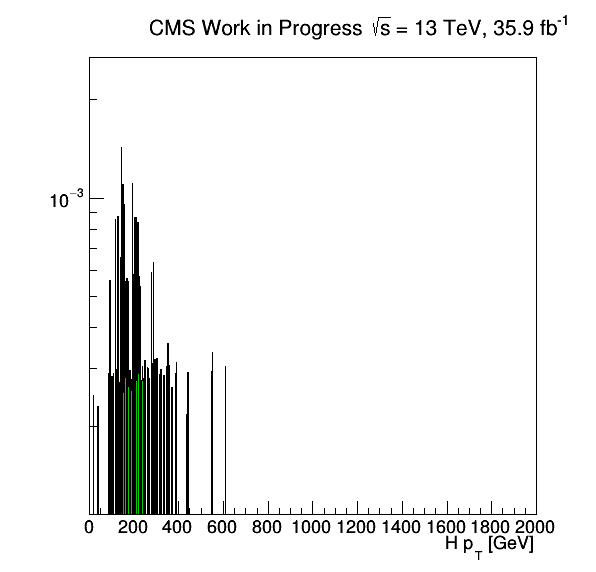 CMS Work in Progress √s = 13 TeV, 35.9 fb⁻¹
10⁻³
0 200 400 600 800 1000 1200 1400 1600 1800 2000
H p_T [GeV]